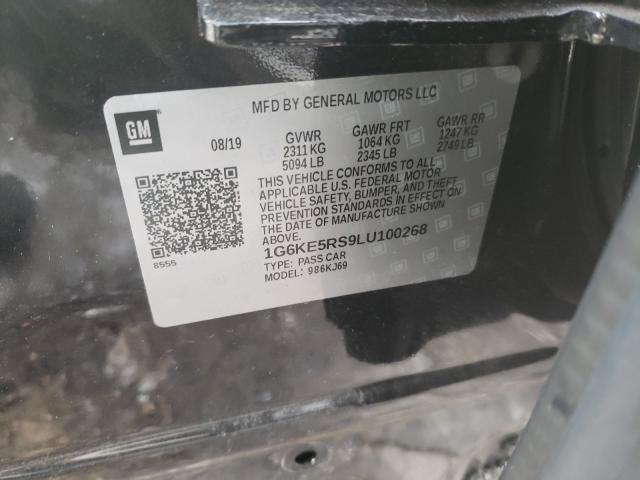 MFD BY GENERAL MOTORS LLC
GM
08/19
GVWR GAWR FRT GAWR RR
2311 KG 1064 KG 1247 KG
5094 LB 2345 LB 2749 LB
THIS VEHICLE CONFORMS TO ALL
APPLICABLE U.S. FEDERAL MOTOR
VEHICLE SAFETY, BUMPER, AND THEFT
PREVENTION STANDARDS IN EFFECT ON
THE DATE OF MANUFACTURE SHOWN
ABOVE.
1G6KE5RS9LU100268
8555
TYPE: PASS CAR
MODEL: 986KJ69